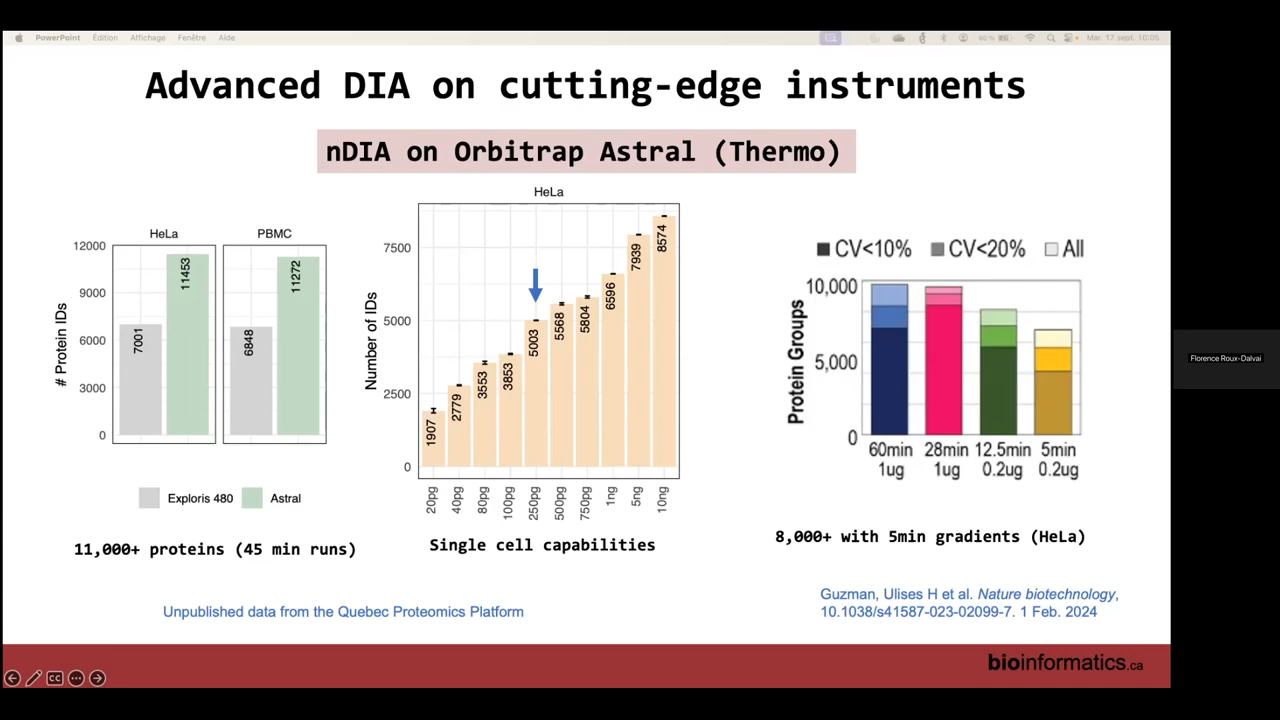 PowerPoint Édition Affichage Fenêtre Aide
Mar. 17 sept. 10:05
Advanced DIA on cutting-edge instruments
nDIA on Orbitrap Astral (Thermo)
HeLa PBMC
# Protein IDs
12000
9000
6000
3000
0
7001
11453
6848
11272
Exploris 480 Astral
11,000+ proteins (45 min runs)
HeLa
Number of IDs
7500
5000
2500
0
1907
2779
3553
3853
5003
5568
5804
6596
7939
8574
20pg
40pg
80pg
100pg
250pg
500pg
750pg
1ng
5ng
10ng
Single cell capabilities
CV<10% CV<20% All
Protein Groups
10,000
5,000
0
60min 28min 12.5min 5min
1ug 1ug 0.2ug 0.2ug
8,000+ with 5min gradients (HeLa)
Unpublished data from the Quebec Proteomics Platform
Guzman, Ulises H et al. Nature biotechnology,
10.1038/s41587-023-02099-7. 1 Feb. 2024
bioinformatics.ca
CC
Florence Roux-Dalvai